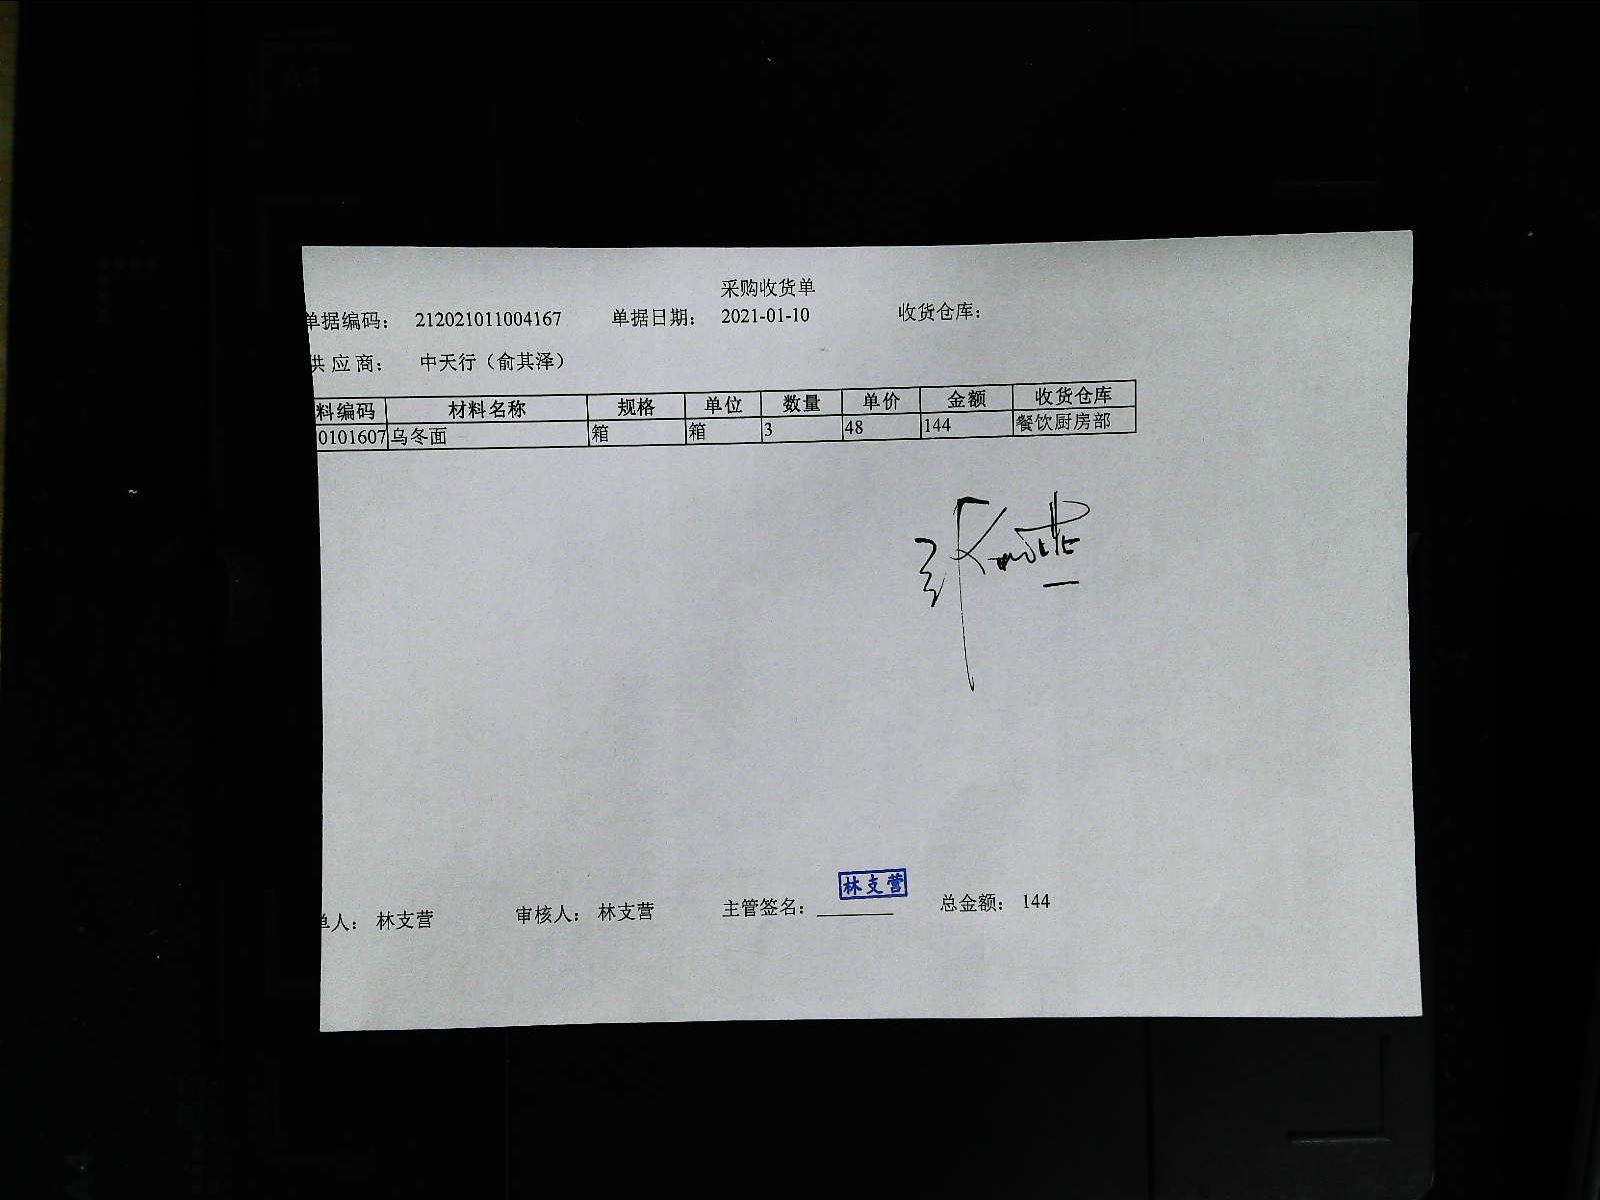 采购收货单
单据编码： 212021011004167 单据日期： 2021-01-10 收货仓库：
供应商： 中天行（俞其泽）
料编码 材料名称 规格 单位 数量 单价 金额 收货仓库
0101607 乌冬面 箱 箱 3 48 144 餐饮厨房部
林支营
单人： 林支营 审核人： 林支营 主管签名： 总金额： 144